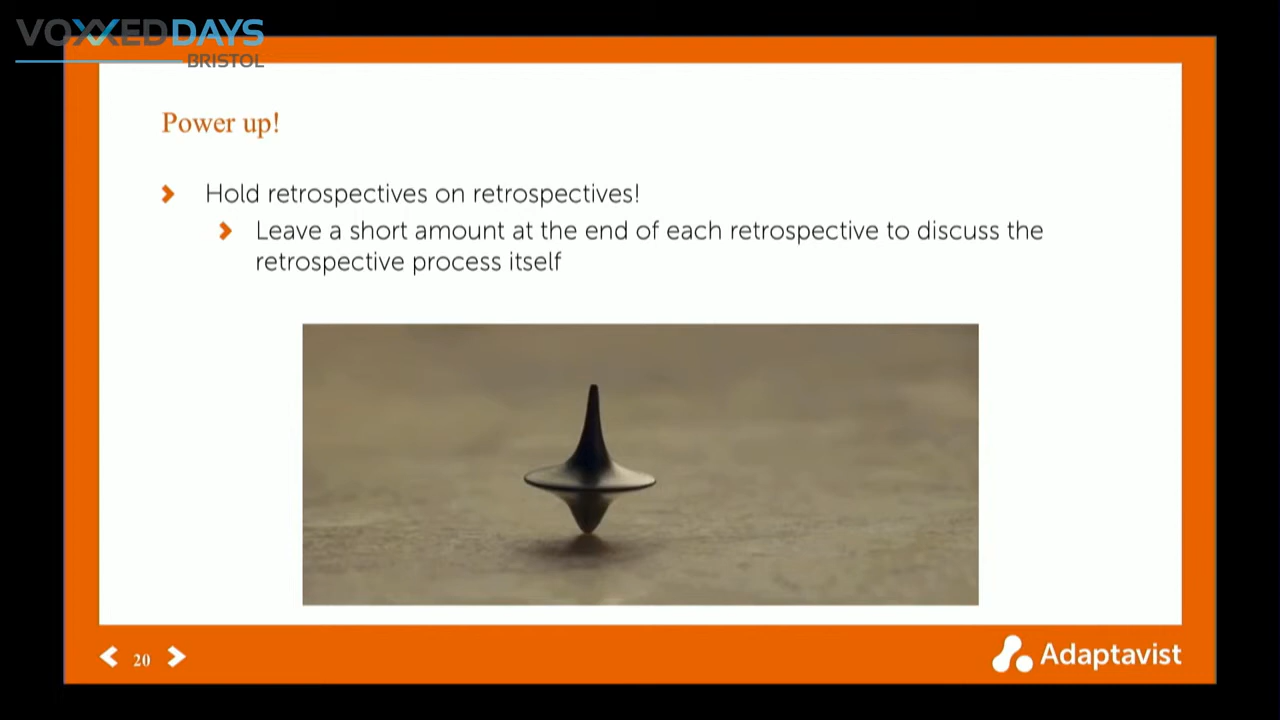 VOXXEDDAYS
BRISTOL
Power up!
Hold retrospectives on retrospectives!
Leave a short amount at the end of each retrospective to discuss the
retrospective process itself
20
Adaptavist